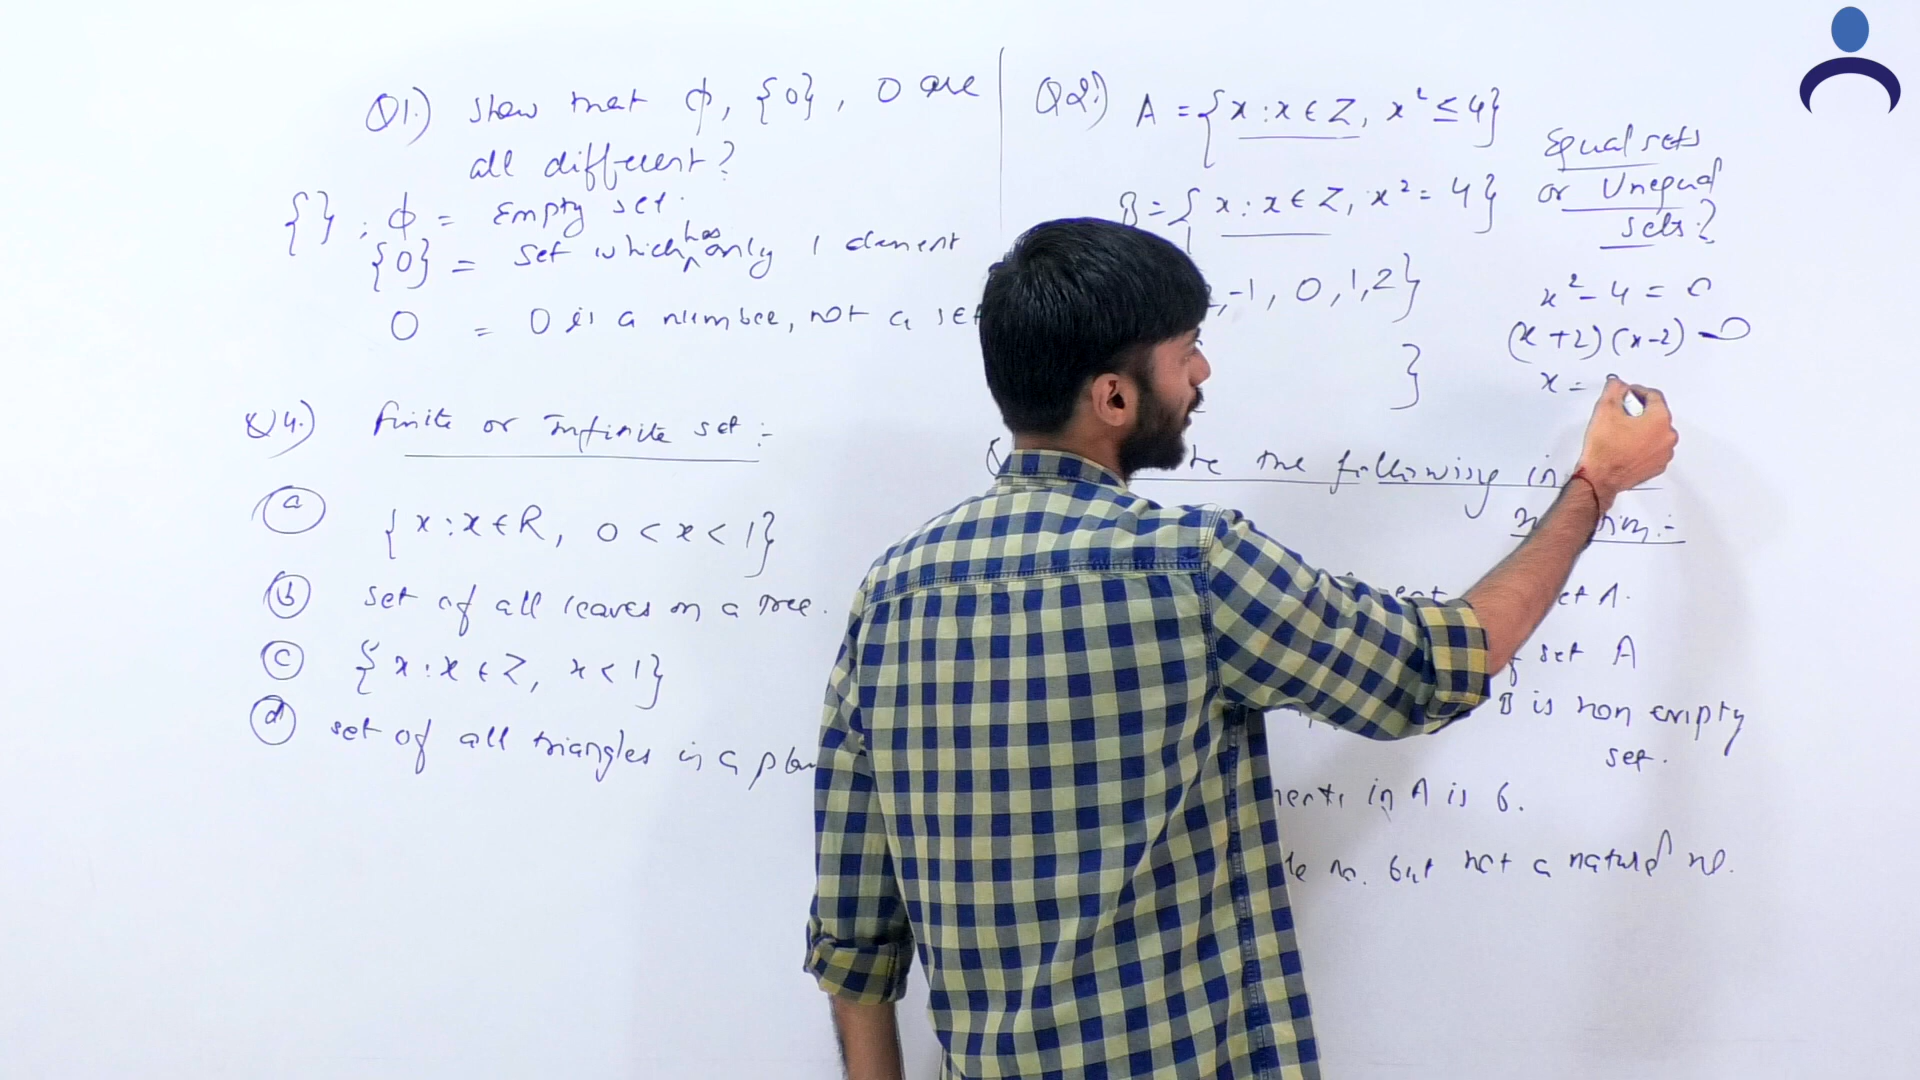 Q1.) show that ϕ, {0}, 0 are
all different?
{} ; ϕ = Empty set.
{0} = set which has only 1 element
0 = 0 is a number, not a set
Q4.) finite or infinite set :-
a {x : x ∈ R, 0 < x < 1}
b set of all leaves on a tree.
c {x : x ∈ Z, x < 1}
d set of all triangles in a
Q2.) A = {x : x ∈ Z, x² ≤ 4}
B = {x : x ∈ Z, x² = 4}
Equal sets
or Unequal
sets?
-1, 0, 1, 2}
}
x² - 4 = 0
(x + 2)(x - 2) = 0
x =
the following in
set A.
set A
B is non empty
set.
in A is 6.
no. but not a natural no.